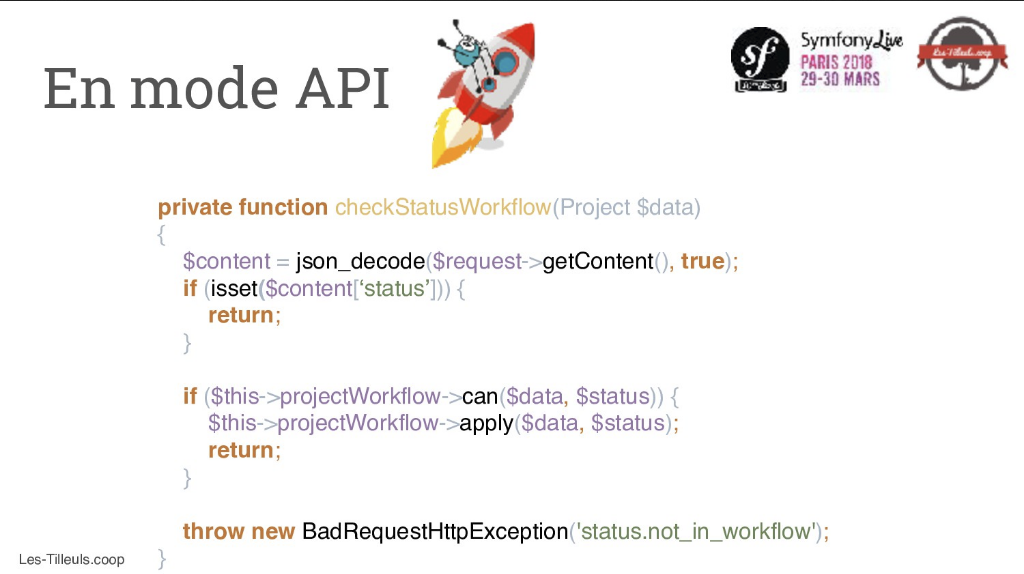 En mode API
SymfonyLive
PARIS 2018
29-30 MARS
Les-Tilleuls.coop
private function checkStatusWorkflow(Project $data)
{
$content = json_decode($request->getContent(), true);
if (isset($content[‘status’])) {
return;
}
if ($this->projectWorkflow->can($data, $status)) {
$this->projectWorkflow->apply($data, $status);
return;
}
throw new BadRequestHttpException('status.not_in_workflow');
}
Les-Tilleuls.coop